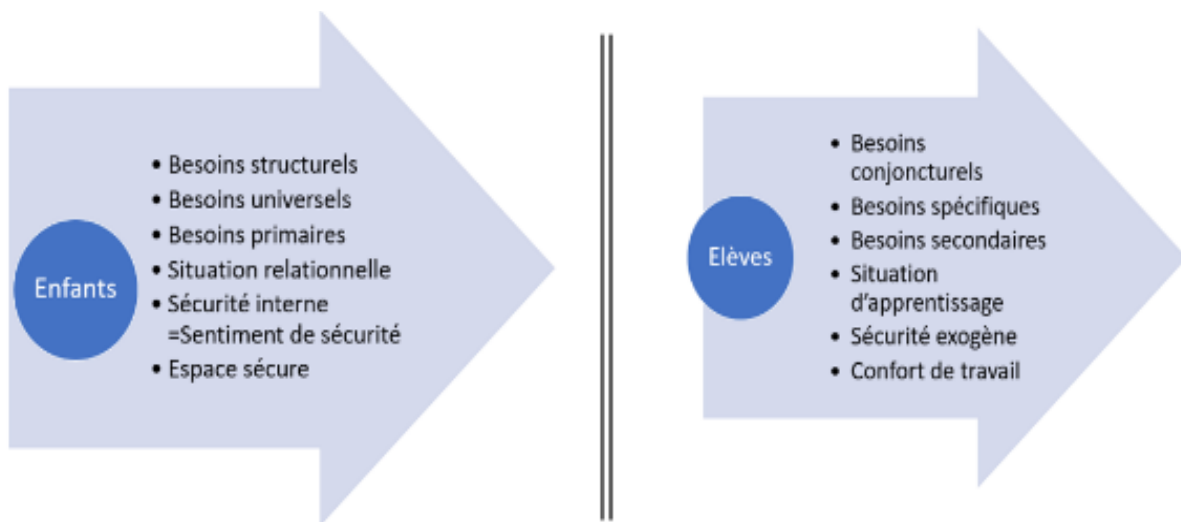 Enfants
• Besoins structurels
• Besoins universels
• Besoins primaires
• Situation relationnelle
• Sécurité interne
=Sentiment de sécurité
• Espace sécure
Elèves
• Besoins
conjoncturels
• Besoins spécifiques
• Besoins secondaires
• Situation
d'apprentissage
• Sécurité exogène
• Confort de travail